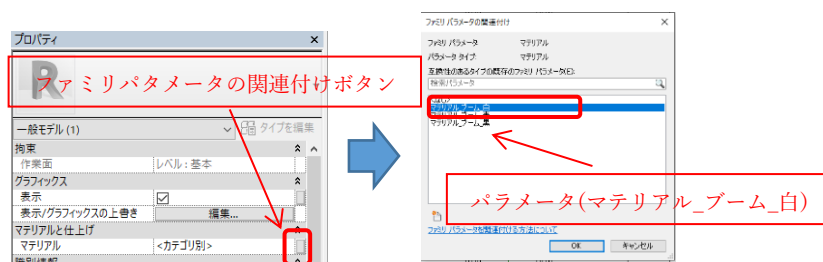 プロパティ
ファミリパタメータの関連付けボタン
一般モデル (1)
タイプを編集
拘束
作業面
レベル : 基本
グラフィックス
表示
表示/グラフィックスの上書き
編集...
マテリアルと仕上げ
マテリアル
<カテゴリ別>
識別情報
ファミリ パラメータの関連付け
ファミリ パラメータ
マテリアル
パラメータ タイプ
マテリアル
互換性のあるタイプの既存のファミリ パラメータ(E):
検索パラメータ
マテリアル_ブーム_白
マテリアル_ブーム_黒
パラメータ(マテリアル_ブーム_白)
ファミリ パラメータを関連付ける方法について
OK
キャンセル